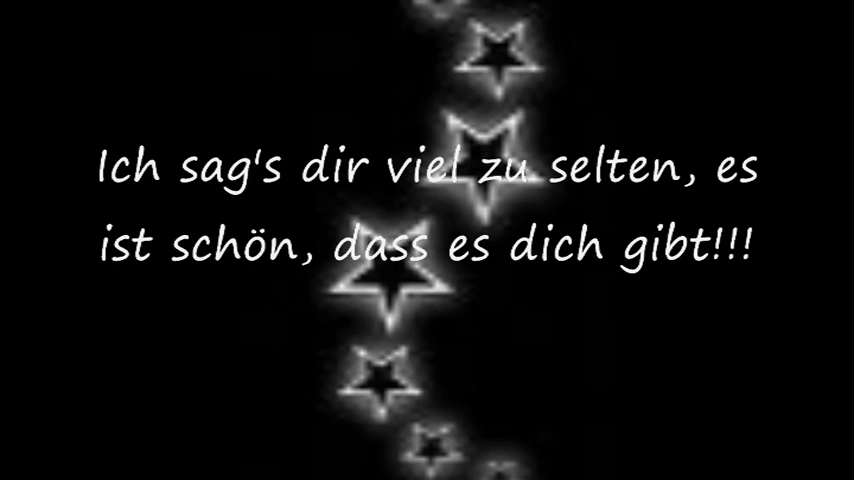 Ich sag's dir viel zu selten, es
ist schön, dass es dich gibt!!!